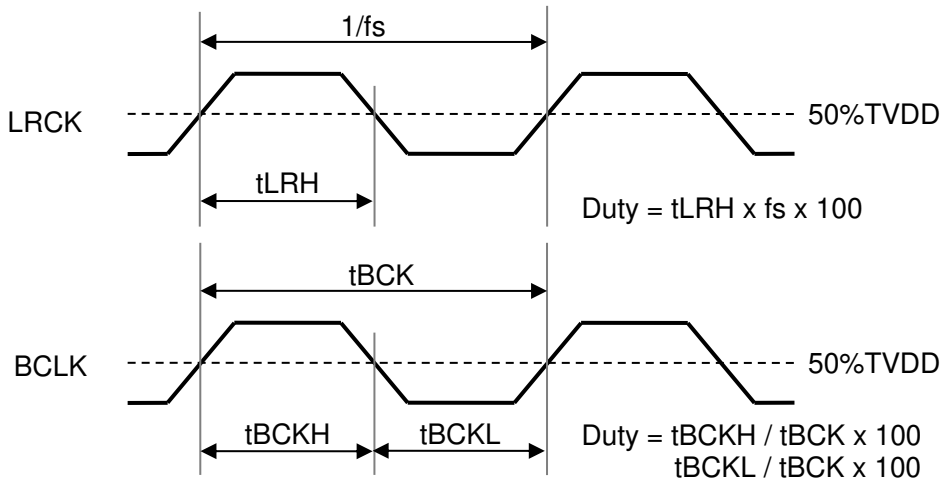 1/fs
LRCK
50%TVDD
tLRH
Duty = tLRH x fs x 100
tBCK
BCLK
50%TVDD
tBCKH
tBCKL
Duty = tBCKH / tBCK x 100
tBCKL / tBCK x 100